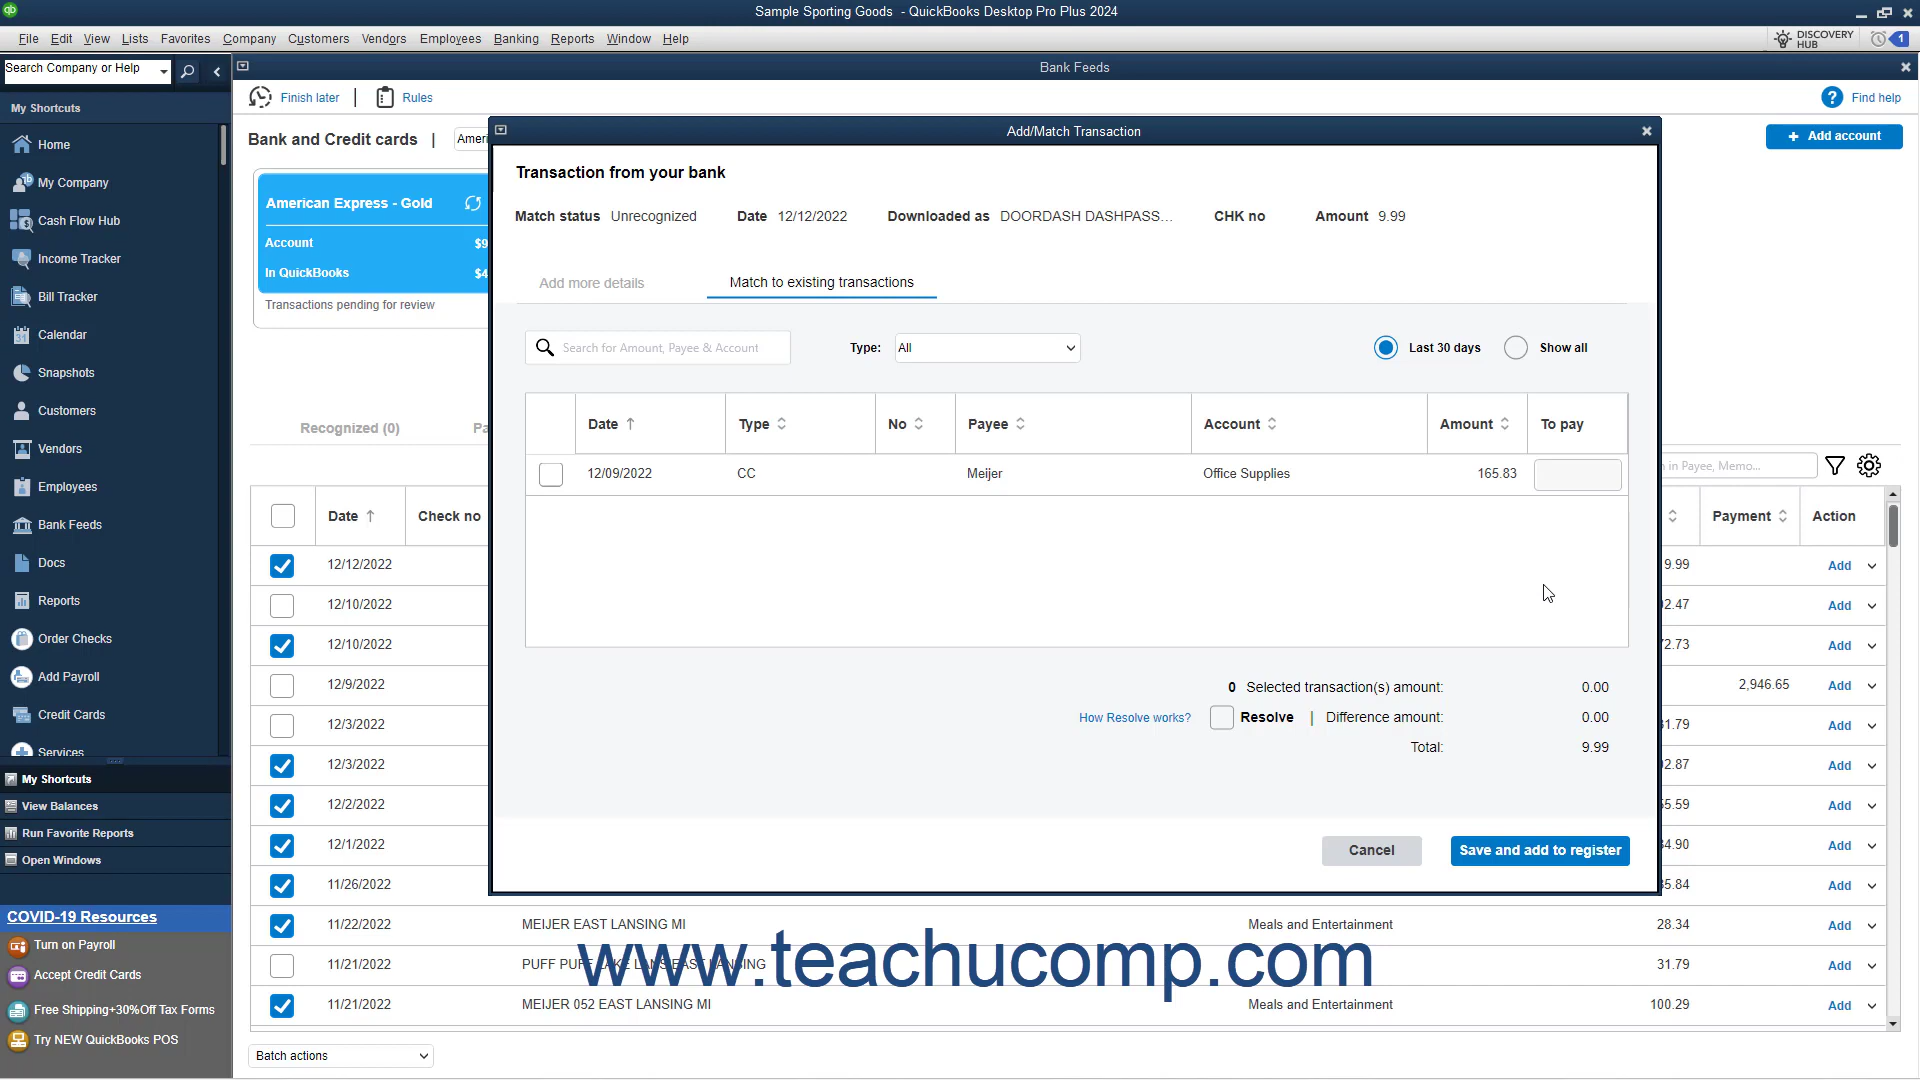 Sample Sporting Goods - QuickBooks Desktop Pro Plus 2024
File Edit View Lists Favorites Company Customers Vendors Employees Banking Reports Window Help
DISCOVERY HUB 1
Search Company or Help
Bank Feeds
My Shortcuts
Home
My Company
Cash Flow Hub
Income Tracker
Bill Tracker
Calendar
Snapshots
Customers
Vendors
Employees
Bank Feeds
Docs
Reports
Order Checks
Add Payroll
Credit Cards
Services
My Shortcuts
View Balances
Run Favorite Reports
Open Windows
COVID-19 Resources
Turn on Payroll
Accept Credit Cards
Free Shipping+30%Off Tax Forms
Try NEW QuickBooks POS
Finish later | Rules
? Find help
Bank and Credit cards | Ameri
+ Add account
American Express - Gold
Account $9
In QuickBooks $4
Transactions pending for review
Recognized (0) Pa
Add/Match Transaction
Transaction from your bank
Match status Unrecognized Date 12/12/2022 Downloaded as DOORDASH DASHPASS... CHK no Amount 9.99
Add more details Match to existing transactions
Search for Amount, Payee & Account Type: All Last 30 days Show all
Date Type No Payee Account Amount To pay
12/09/2022 CC Meijer Office Supplies 165.83
0 Selected transaction(s) amount: 0.00
How Resolve works? Resolve | Difference amount: 0.00
Total: 9.99
Cancel Save and add to register
n in Payee, Memo...
Date Check no Payment Action
12/12/2022 9.99 Add
12/10/2022 2.47 Add
12/10/2022 2.73 Add
12/9/2022 2,946.65 Add
12/3/2022 1.79 Add
12/3/2022 2.87 Add
12/2/2022 5.59 Add
12/1/2022 4.90 Add
11/26/2022 5.84 Add
11/22/2022 MEIJER EAST LANSING MI Meals and Entertainment 28.34 Add
11/21/2022 PUFF PUFF LAKE LANS EAST LANSING 31.79 Add
11/21/2022 MEIJER 052 EAST LANSING MI Meals and Entertainment 100.29 Add
www.teachucomp.com
Batch actions